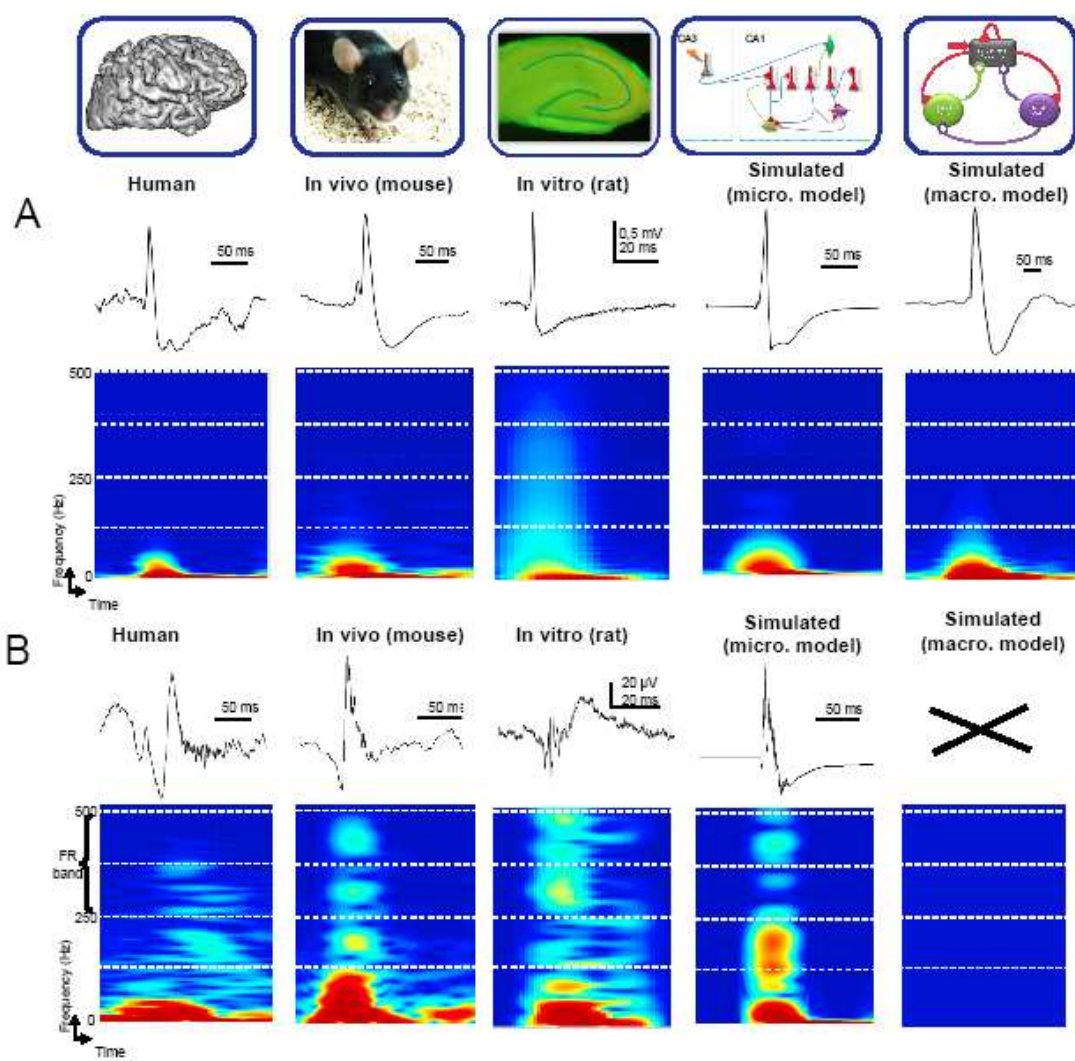 CA3 CA1
Human
In vivo (mouse)
In vitro (rat)
Simulated
(micro. model)
Simulated
(macro. model)
A
50 ms
50 ms
0,5 mV
20 ms
50 ms
50 ms
500
250
0
Frequency (Hz)
Time
B
Human
In vivo (mouse)
In vitro (rat)
Simulated
(micro. model)
Simulated
(macro. model)
50 ms
50 ms
20 µV
20 ms
50 ms
500
FR
band
250
0
Frequency (Hz)
Time